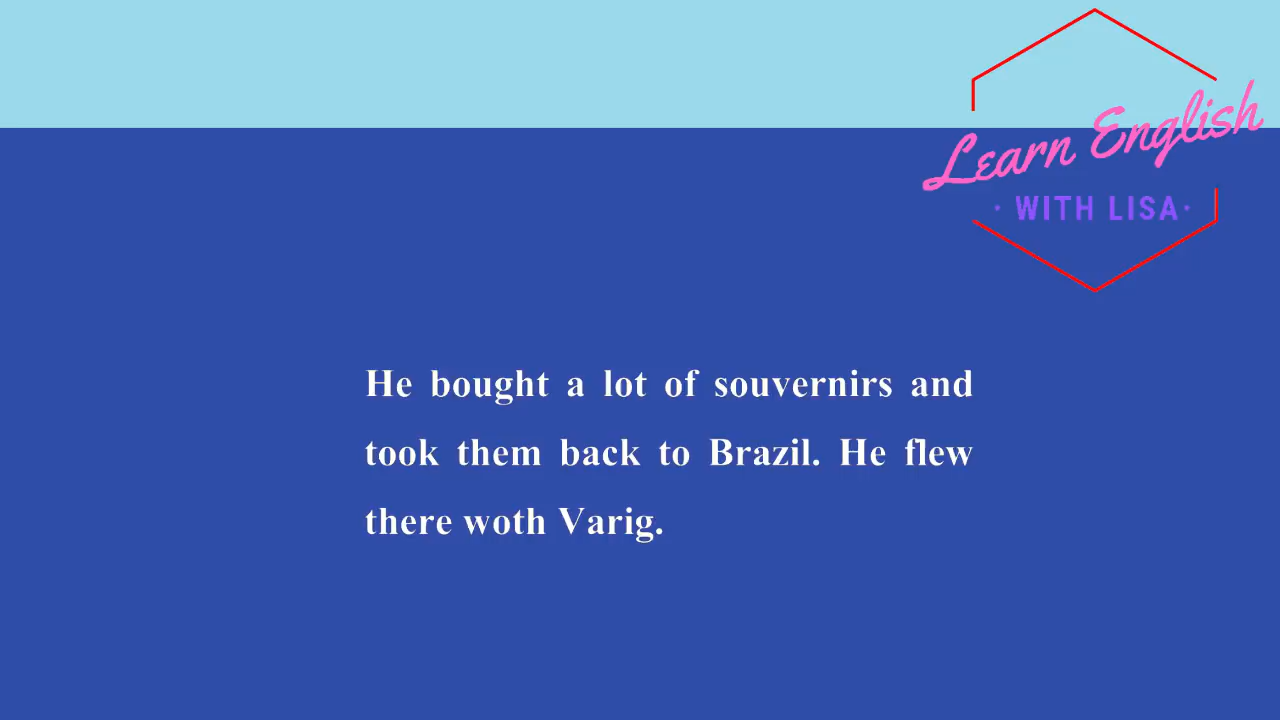 Learn English
· WITH LISA ·
He bought a lot of souvernirs and
took them back to Brazil. He flew
there woth Varig.